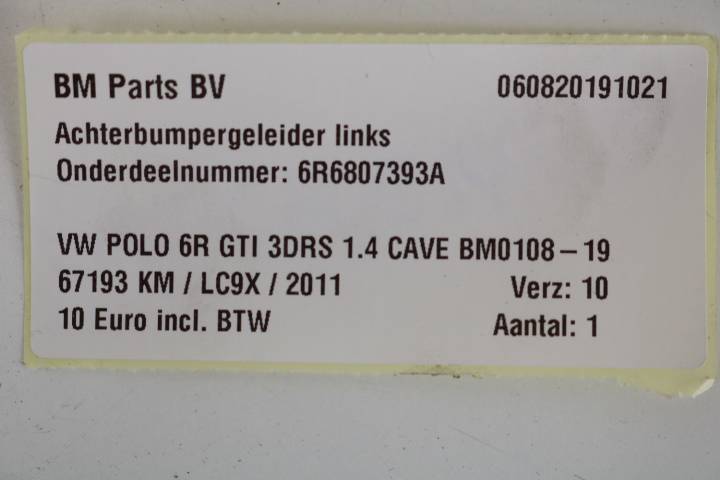 BM Parts BV 060820191021
Achterbumpergeleider links
Onderdeelnummer: 6R6807393A
VW POLO 6R GTI 3DRS 1.4 CAVE BM0108-19
67193 KM / LC9X / 2011 Verz: 10
10 Euro incl. BTW Aantal: 1